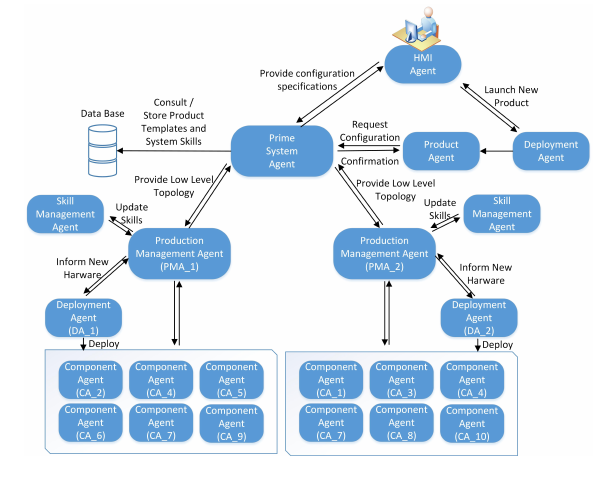 HMI
Agent
Provide configuration
specifications
Launch New
Product
Consult /
Store Product
Templates and
System Skills
Data Base
Prime
System
Agent
Request
Configuration
Confirmation
Product
Agent
Deployment
Agent
Provide Low Level
Topology
Provide Low Level
Topology
Skill
Management
Agent
Update
Skills
Production
Management Agent
(PMA_1)
Production
Management Agent
(PMA_2)
Update
Skills
Skill
Management
Agent
Inform New
Harware
Inform New
Harware
Deployment
Agent
(DA_1)
Deploy
Deployment
Agent
(DA_2)
Deploy
Component
Agent
(CA_2)
Component
Agent
(CA_4)
Component
Agent
(CA_5)
Component
Agent
(CA_6)
Component
Agent
(CA_7)
Component
Agent
(CA_9)
Component
Agent
(CA_1)
Component
Agent
(CA_3)
Component
Agent
(CA_4)
Component
Agent
(CA_7)
Component
Agent
(CA_8)
Component
Agent
(CA_10)